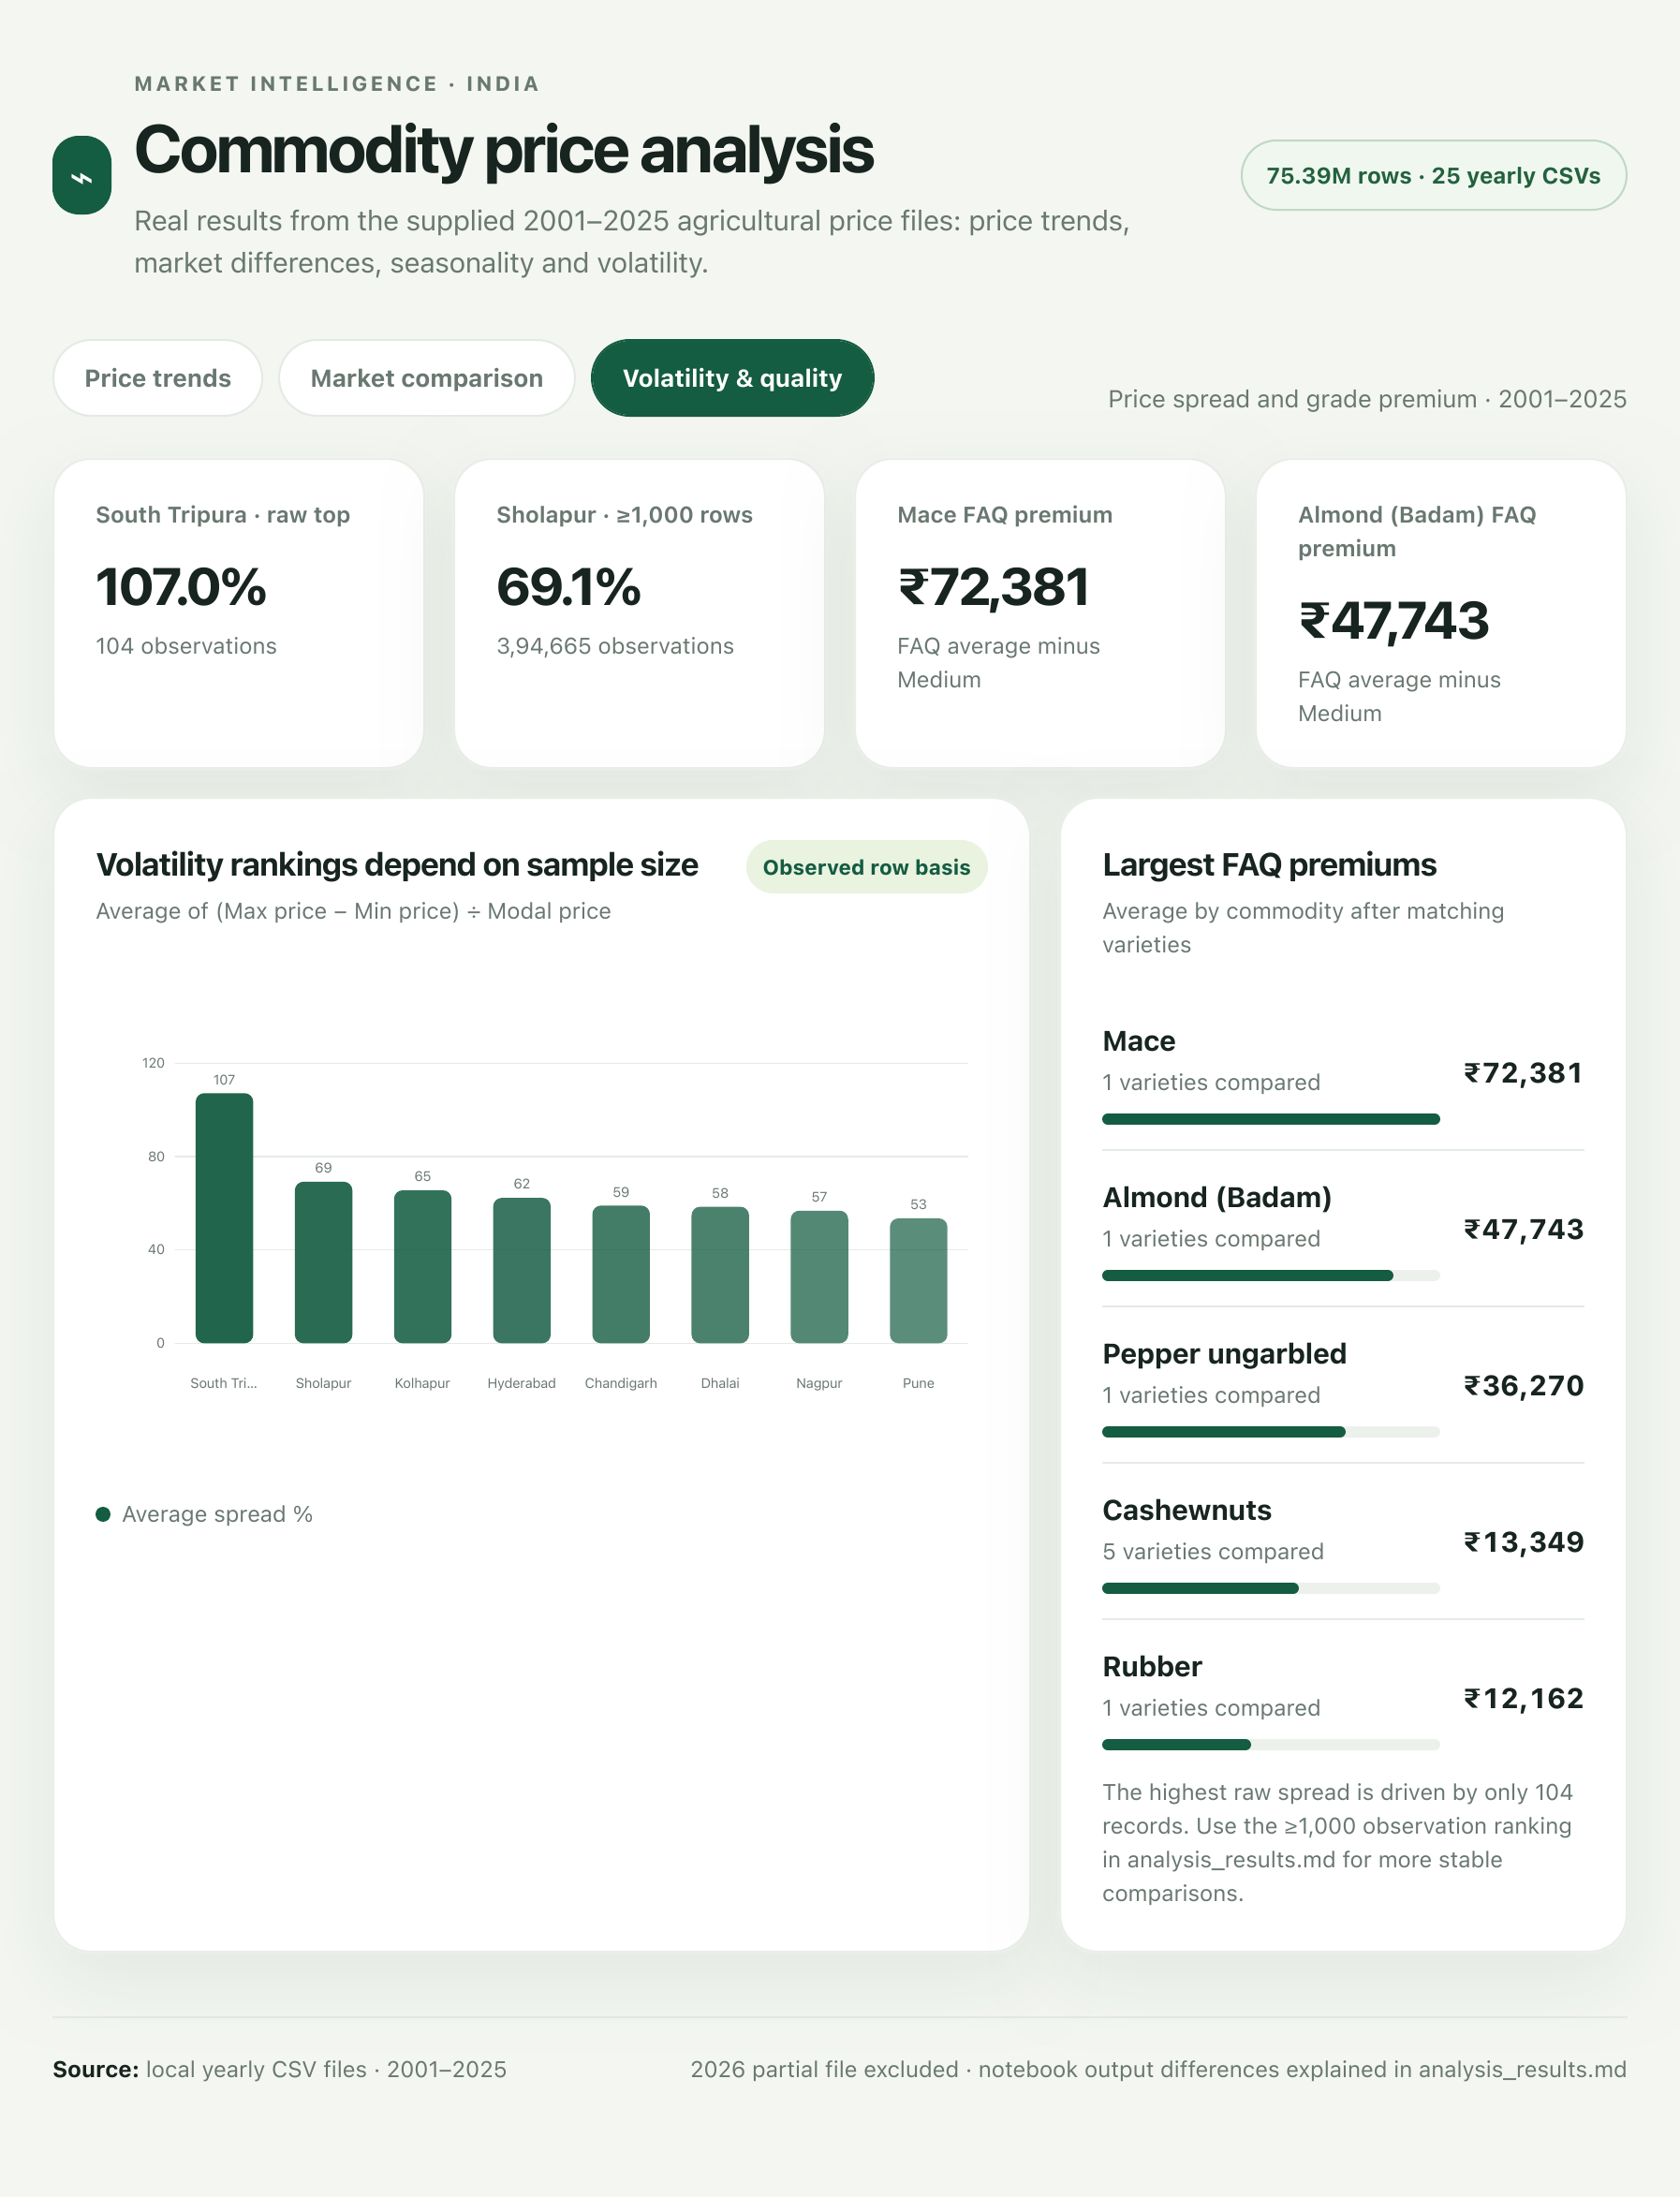 MARKET INTELLIGENCE · INDIA
Commodity price analysis
Real results from the supplied 2001–2025 agricultural price files: price trends,
market differences, seasonality and volatility.
75.39M rows · 25 yearly CSVs
Price trends
Market comparison
Volatility & quality
Price spread and grade premium · 2001–2025
South Tripura · raw top
107.0%
104 observations
Sholapur · ≥1,000 rows
69.1%
3,94,665 observations
Mace FAQ premium
₹72,381
FAQ average minus
Medium
Almond (Badam) FAQ
premium
₹47,743
FAQ average minus
Medium
Volatility rankings depend on sample size
Observed row basis
Average of (Max price – Min price) ÷ Modal price
120
80
40
0
107
69
65
62
59
58
57
53
South Tri...
Sholapur
Kolhapur
Hyderabad
Chandigarh
Dhalai
Nagpur
Pune
Average spread %
Largest FAQ premiums
Average by commodity after matching
varieties
Mace
1 varieties compared
₹72,381
Almond (Badam)
1 varieties compared
₹47,743
Pepper ungarbled
1 varieties compared
₹36,270
Cashewnuts
5 varieties compared
₹13,349
Rubber
1 varieties compared
₹12,162
The highest raw spread is driven by only 104
records. Use the ≥1,000 observation ranking
in analysis_results.md for more stable
comparisons.
Source: local yearly CSV files · 2001–2025
2026 partial file excluded · notebook output differences explained in analysis_results.md